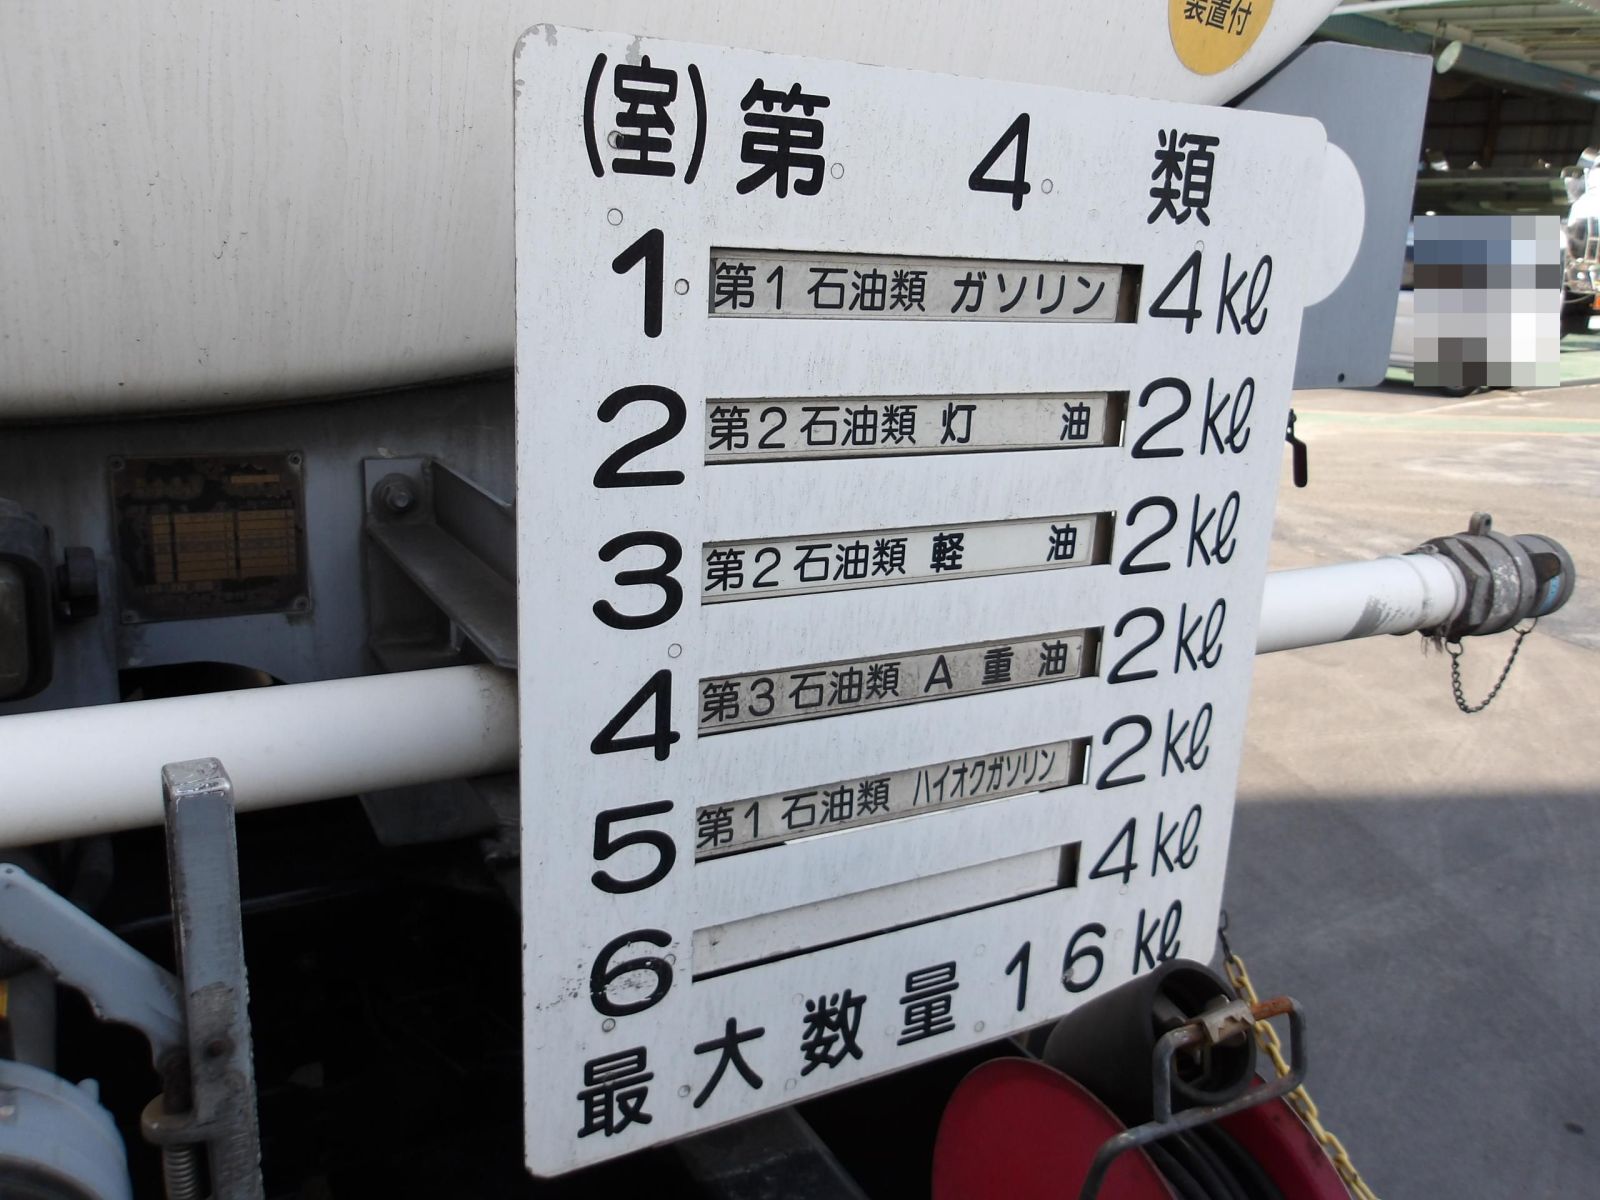 装置付
(室) 第 4 類
1 第1石油類 ガソリン 4kℓ
2 第2石油類 灯 油 2kℓ
3 第2石油類 軽 油 2kℓ
4 第3石油類 A 重 油 2kℓ
5 第1石油類 ハイオクガソリン 2kℓ
6 4kℓ
最大数量 16kℓ